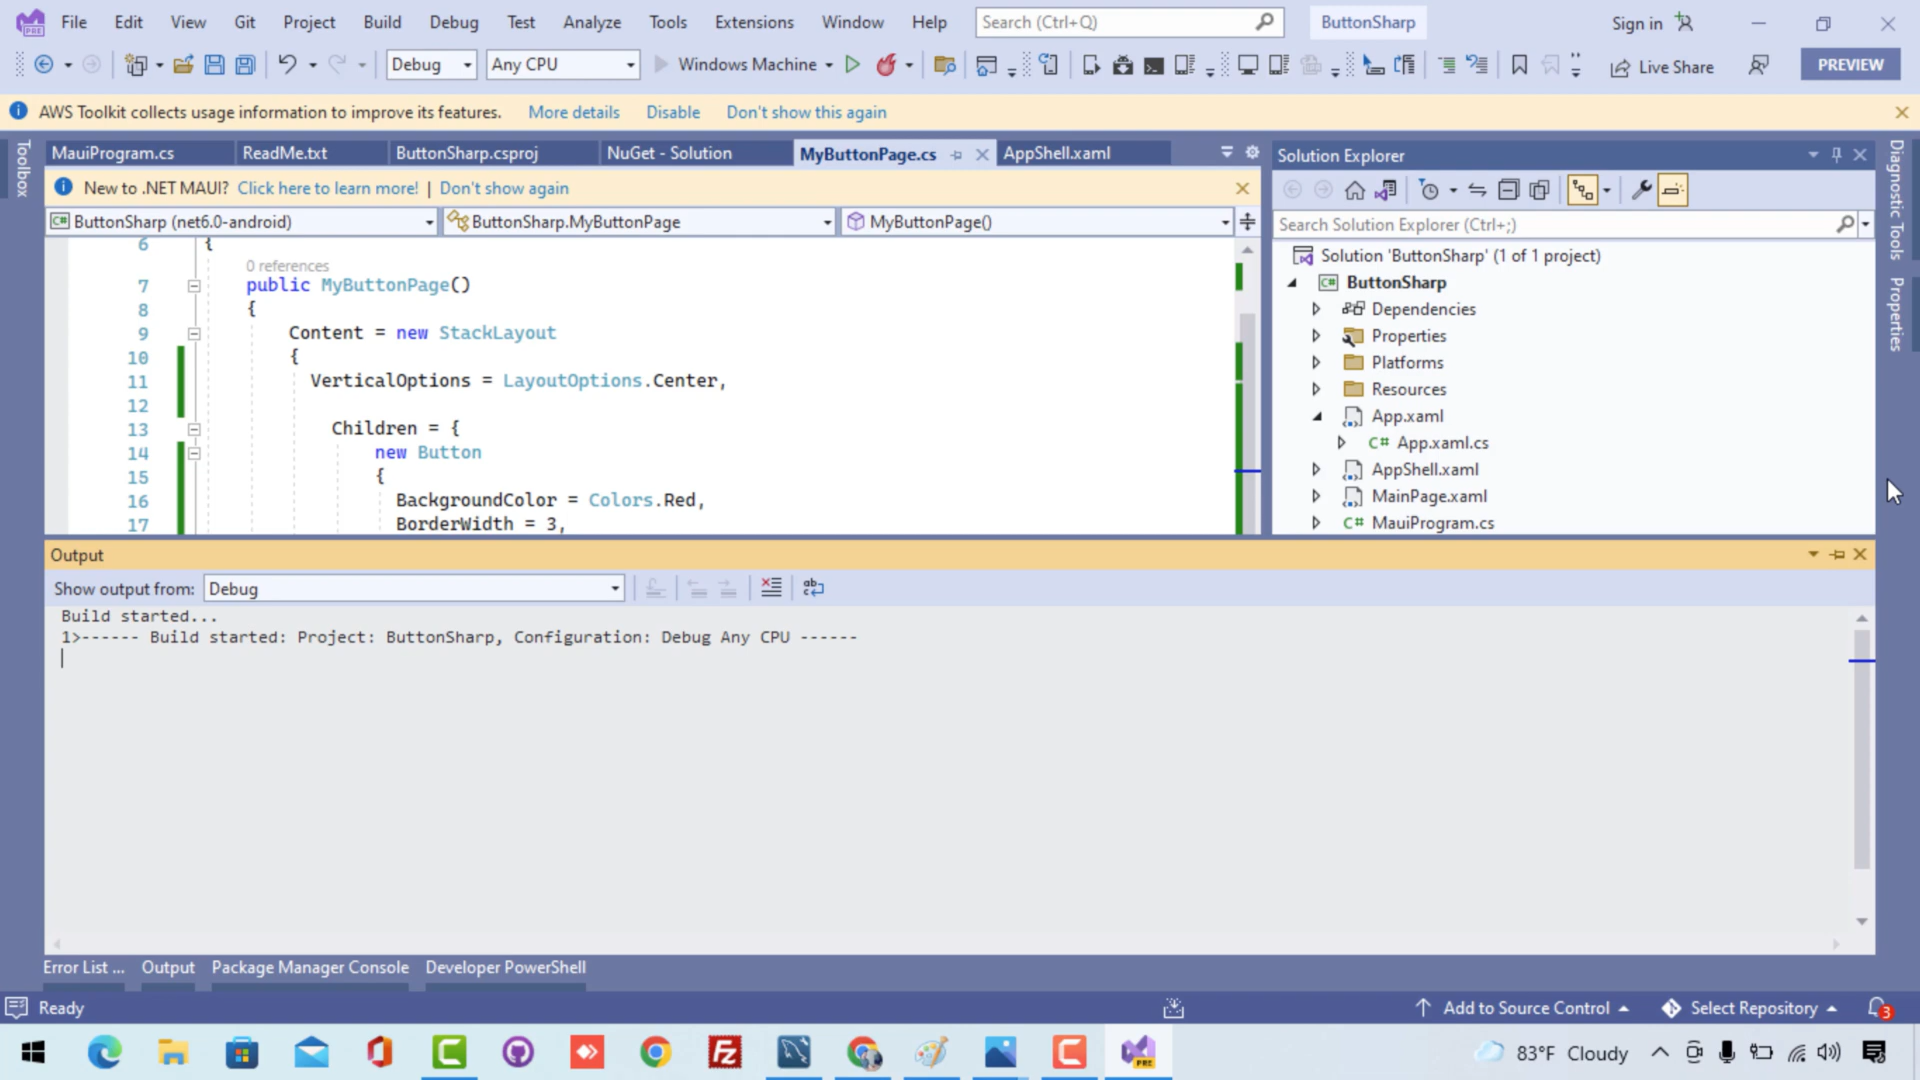 File Edit View Git Project Build Debug Test Analyze Tools Extensions Window Help Search (Ctrl+Q) ButtonSharp Sign in
Debug Any CPU Windows Machine Live Share PREVIEW
AWS Toolkit collects usage information to improve its features. More details Disable Don't show this again
Toolbox
MauiProgram.cs ReadMe.txt ButtonSharp.csproj NuGet - Solution MyButtonPage.cs AppShell.xaml
New to .NET MAUI? Click here to learn more! | Don't show again
ButtonSharp (net6.0-android) ButtonSharp.MyButtonPage MyButtonPage()
6 {
0 references
7 public MyButtonPage()
8 {
9 Content = new StackLayout
10 {
11 VerticalOptions = LayoutOptions.Center,
12
13 Children = {
14 new Button
15 {
16 BackgroundColor = Colors.Red,
17 BorderWidth = 3,
Solution Explorer
Search Solution Explorer (Ctrl+;)
Solution 'ButtonSharp' (1 of 1 project)
C# ButtonSharp
Dependencies
Properties
Platforms
Resources
App.xaml
C# App.xaml.cs
AppShell.xaml
MainPage.xaml
C# MauiProgram.cs
Diagnostic Tools
Properties
Output
Show output from: Debug
Build started...
1>------ Build started: Project: ButtonSharp, Configuration: Debug Any CPU ------
Error List ... Output Package Manager Console Developer PowerShell
Ready Add to Source Control Select Repository 3
83°F Cloudy